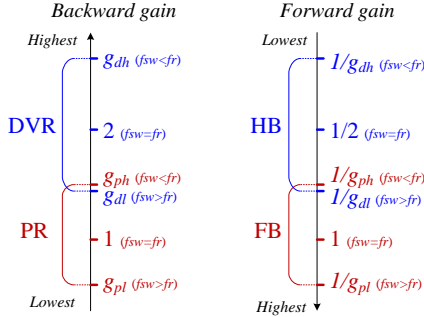 Backward gain
Highest
g_dh (fsw<fr)
DVR
2 (fsw=fr)
g_ph (fsw<fr)
g_dl (fsw>fr)
PR
1 (fsw=fr)
g_pl (fsw>fr)
Lowest
Forward gain
Lowest
1/g_dh (fsw<fr)
HB
1/2 (fsw=fr)
1/g_ph (fsw<fr)
1/g_dl (fsw>fr)
FB
1 (fsw=fr)
1/g_pl (fsw>fr)
Highest